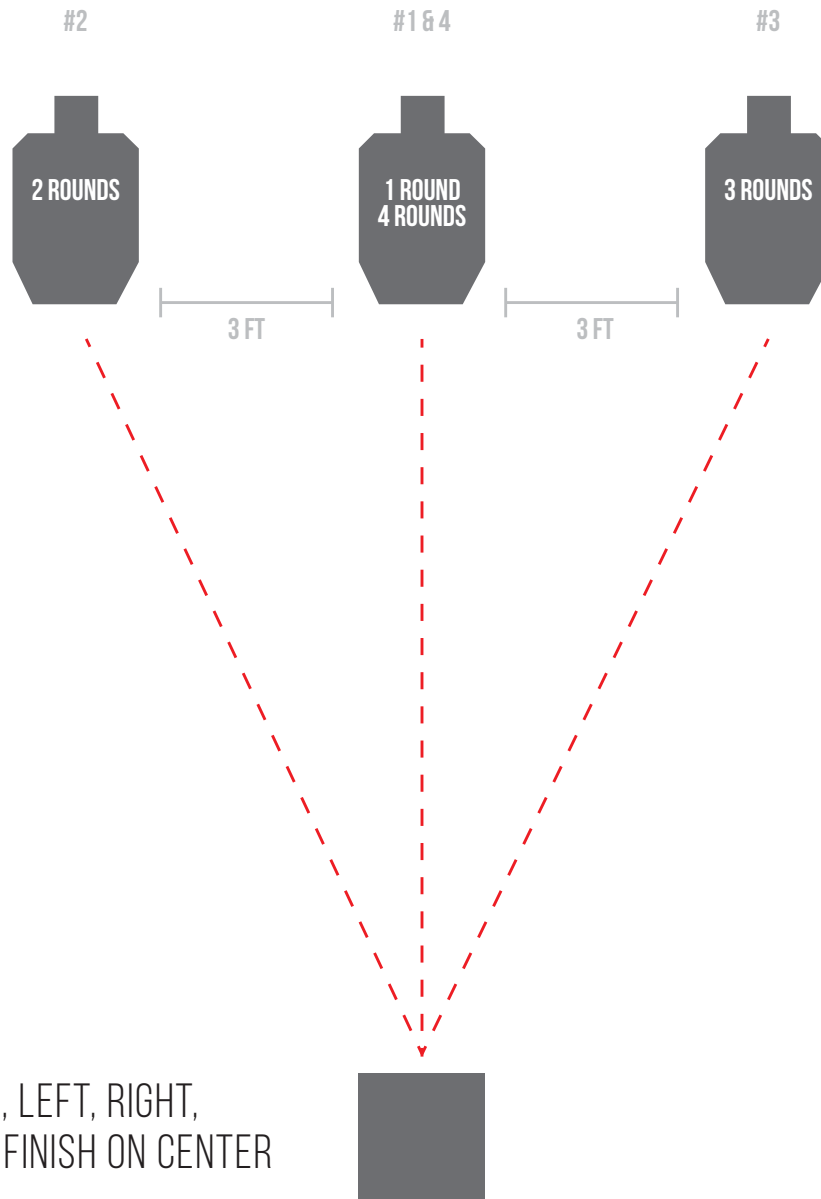 #2
#1 & 4
#3
2 ROUNDS
1 ROUND
4 ROUNDS
3 ROUNDS
3 FT
3 FT
, LEFT, RIGHT,
FINISH ON CENTER